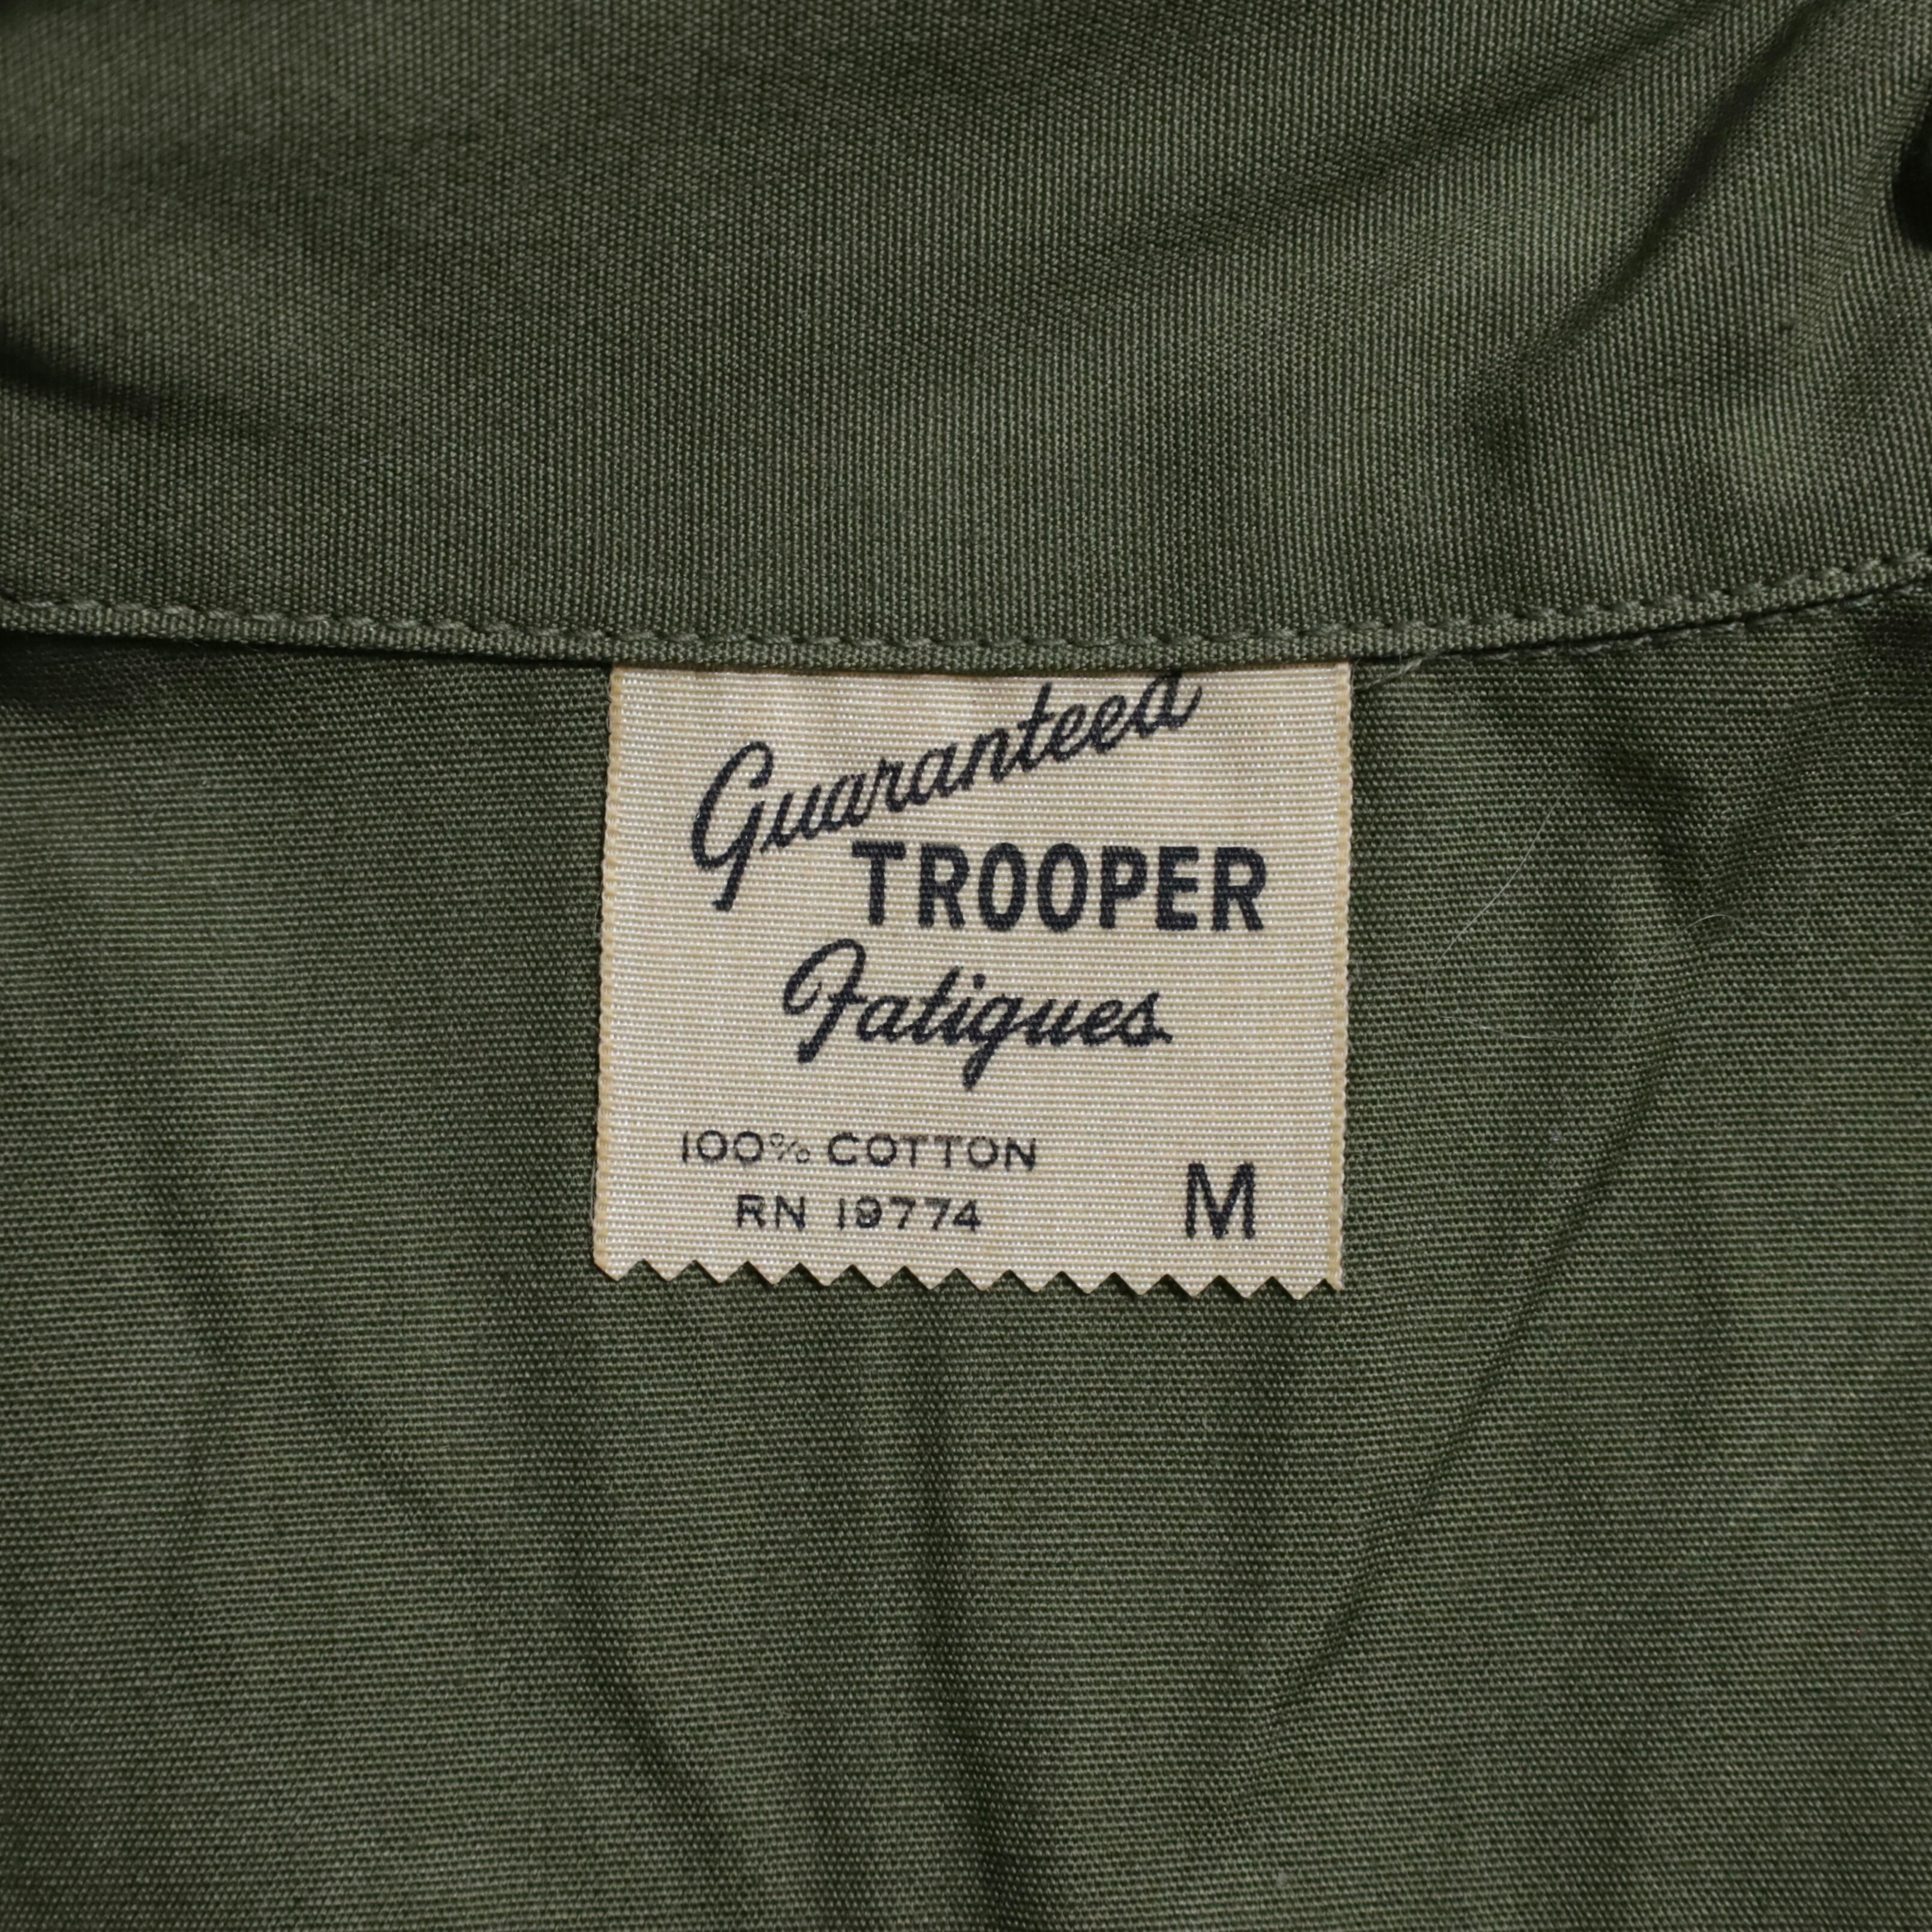 Guaranteed
TROOPER
Fatigues
100% COTTON
RN 19774
M